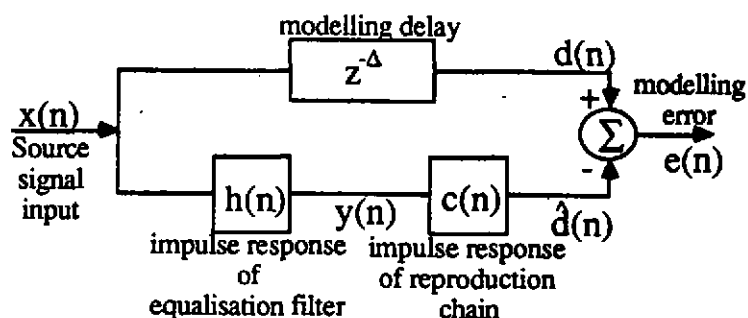 modelling delay
z^-Δ
d(n)
+
modelling
error
Σ
e(n)
x(n)
Source
signal
input
h(n)
y(n)
c(n)
-
d̂(n)
impulse response
of
equalisation filter
impulse response
of reproduction
chain